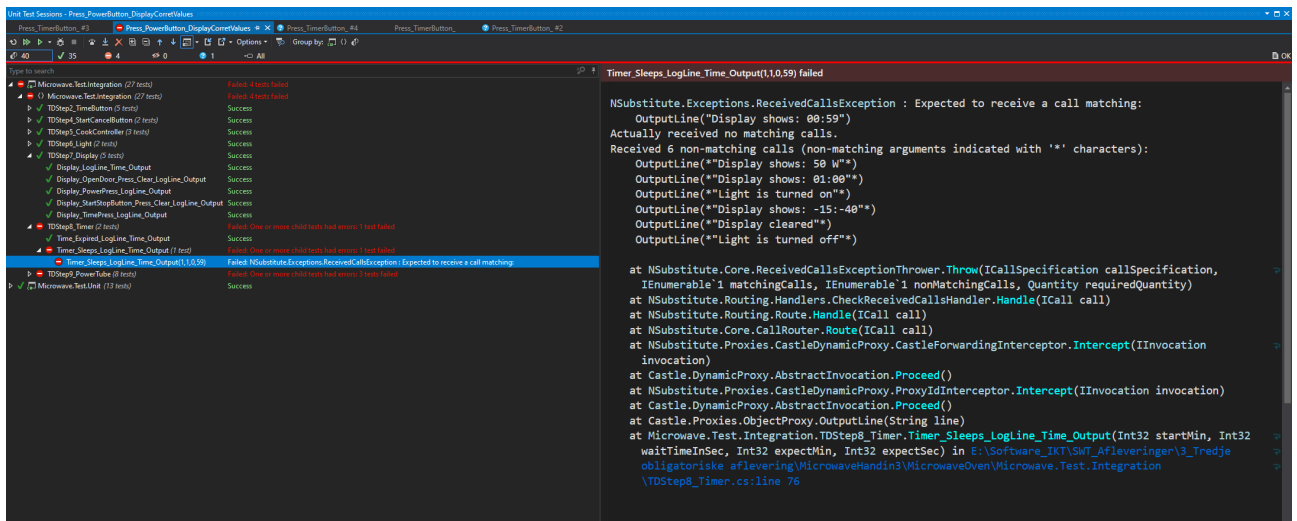 Unit Test Sessions - Press_PowerButton_DisplayCorretValues
Press_TimerButton_ #3 Press_PowerButton_DisplayCorretValues Press_TimerButton_ #4 Press_TimerButton_ Press_TimerButton_ #2
Options Group by:
40 35 4 0 1 All OK
Type to search
Microwave.Test.Integration (27 tests) Failed: 4 tests failed
Microwave.Test.Integration (27 tests) Failed: 4 tests failed
TDStep2_TimeButton (5 tests) Success
TDStep4_StartCancelButton (2 tests) Success
TDStep5_CookController (3 tests) Success
TDStep6_Light (2 tests) Success
TDStep7_Display (5 tests) Success
Display_LogLine_Time_Output Success
Display_OpenDoor_Press_Clear_LogLine_Output Success
Display_PowerPress_LogLine_Output Success
Display_StartStopButton_Press_Clear_LogLine_Output Success
Display_TimePress_LogLine_Output Success
TDStep8_Timer (2 tests) Failed: One or more child tests had errors: 1 test failed
Time_Expired_LogLine_Time_Output Success
Timer_Sleeps_LogLine_Time_Output (1 test) Failed: One or more child tests had errors: 1 test failed
Timer_Sleeps_LogLine_Time_Output(1,1,0,59) Failed: NSubstitute.Exceptions.ReceivedCallsException : Expected to receive a call matching:
TDStep9_PowerTube (8 tests) Failed: One or more child tests had errors: 3 tests failed
Microwave.Test.Unit (13 tests) Success
Timer_Sleeps_LogLine_Time_Output(1,1,0,59) failed
NSubstitute.Exceptions.ReceivedCallsException : Expected to receive a call matching:
OutputLine("Display shows: 00:59")
Actually received no matching calls.
Received 6 non-matching calls (non-matching arguments indicated with '*' characters):
OutputLine(*"Display shows: 50 W"*)
OutputLine(*"Display shows: 01:00"*)
OutputLine(*"Light is turned on"*)
OutputLine(*"Display shows: -15:-40"*)
OutputLine(*"Display cleared"*)
OutputLine(*"Light is turned off"*)
at NSubstitute.Core.ReceivedCallsExceptionThrower.Throw(ICallSpecification callSpecification,
IEnumerable`1 matchingCalls, IEnumerable`1 nonMatchingCalls, Quantity requiredQuantity)
at NSubstitute.Routing.Handlers.CheckReceivedCallsHandler.Handle(ICall call)
at NSubstitute.Routing.Route.Handle(ICall call)
at NSubstitute.Core.CallRouter.Route(ICall call)
at NSubstitute.Proxies.CastleDynamicProxy.CastleForwardingInterceptor.Intercept(IInvocation
invocation)
at Castle.DynamicProxy.AbstractInvocation.Proceed()
at NSubstitute.Proxies.CastleDynamicProxy.ProxyIdInterceptor.Intercept(IInvocation invocation)
at Castle.DynamicProxy.AbstractInvocation.Proceed()
at Castle.Proxies.ObjectProxy.OutputLine(String line)
at Microwave.Test.Integration.TDStep8_Timer.Timer_Sleeps_LogLine_Time_Output(Int32 startMin, Int32
waitTimeInSec, Int32 expectMin, Int32 expectSec) in E:\Software_IKT\SWT_Afleveringer\3_Tredje
obligatoriske aflevering\MicrowaveHandin3\MicrowaveOven\Microwave.Test.Integration
\TDStep8_Timer.cs:line 76